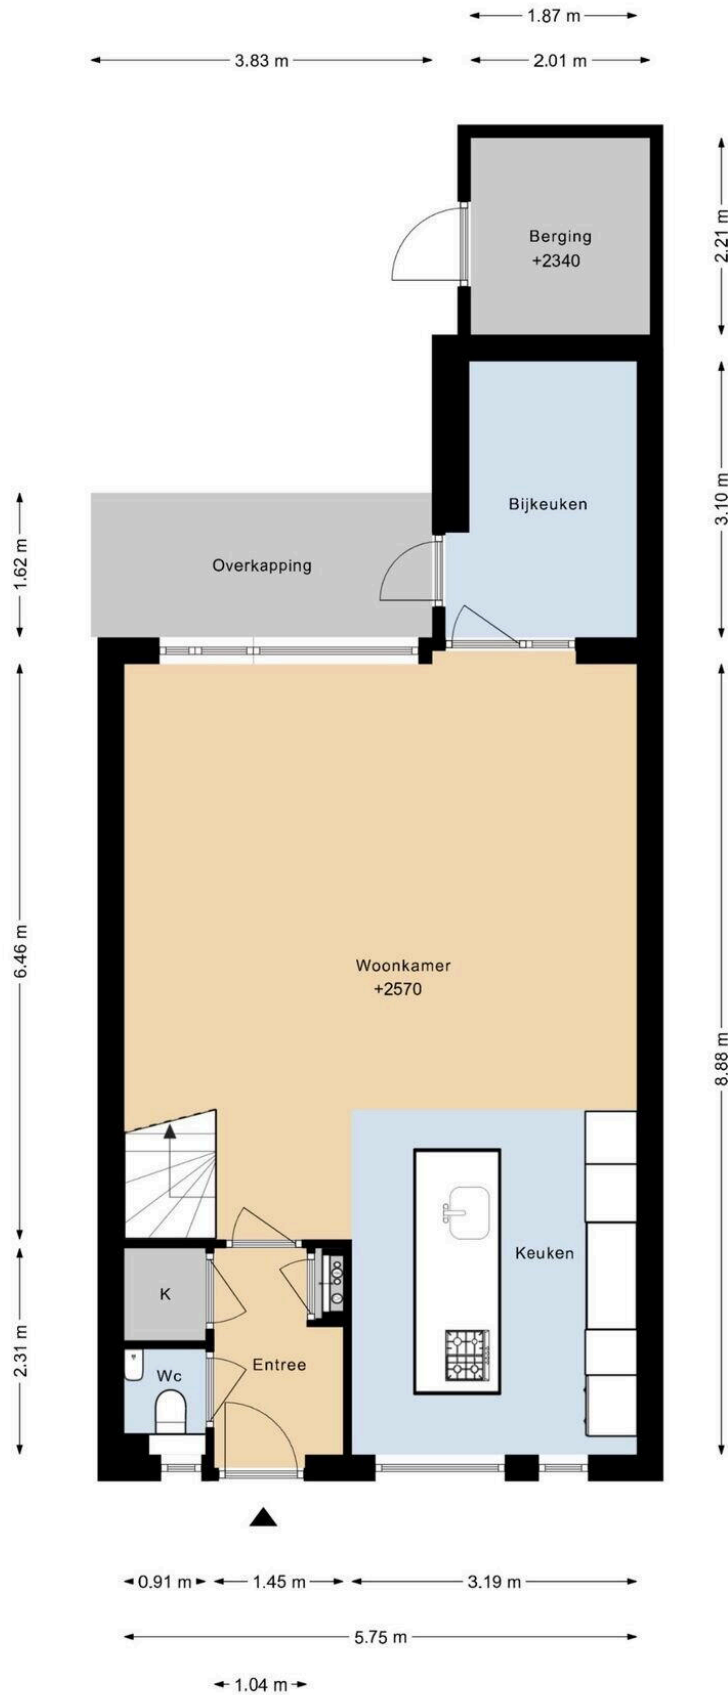 1.87 m
3.83 m
2.01 m
2.21 m
Berging
+2340
3.10 m
Bijkeuken
1.62 m
Overkapping
6.46 m
Woonkamer
+2570
8.88 m
Keuken
K
2.31 m
Entree
Wc
0.91 m
1.45 m
3.19 m
5.75 m
1.04 m